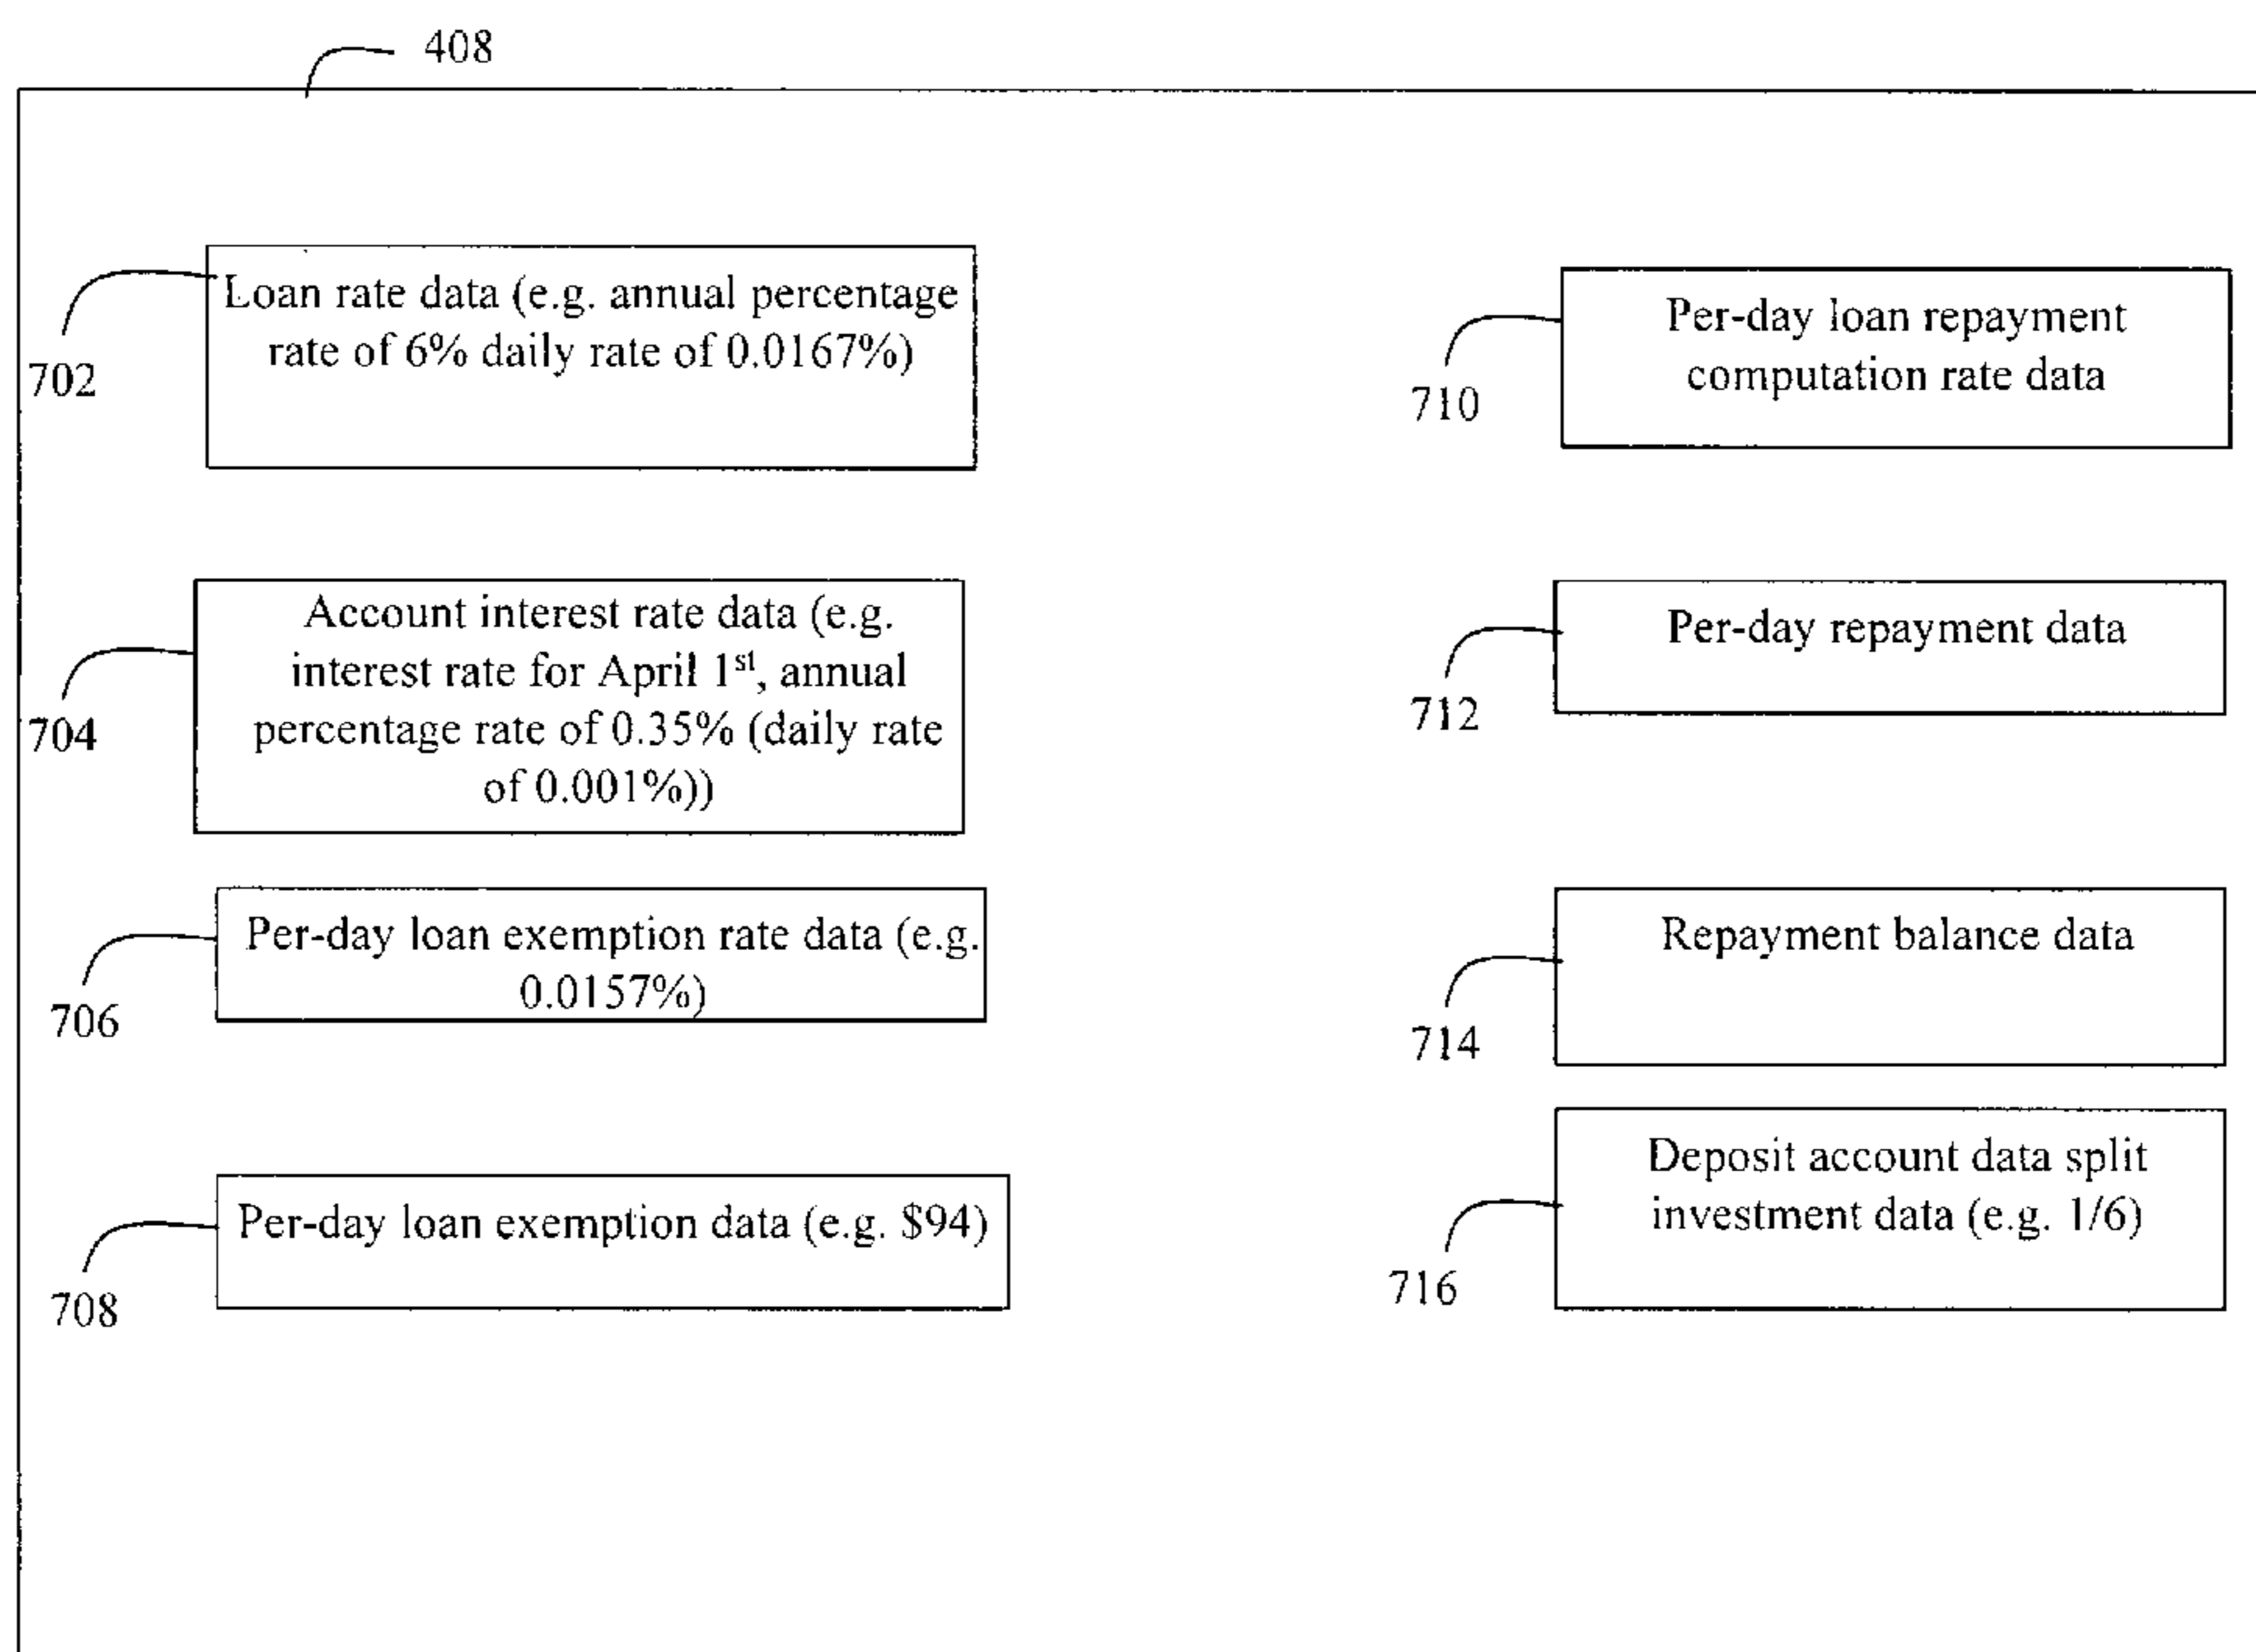 408
Loan rate data (e.g. annual percentage
rate of 6% daily rate of 0.0167%)
702
Account interest rate data (e.g.
interest rate for April 1st, annual
percentage rate of 0.35% (daily rate
of 0.001%))
704
Per-day loan exemption rate data (e.g.
0.0157%)
706
Per-day loan exemption data (e.g. $94)
708
Per-day loan repayment
computation rate data
710
Per-day repayment data
712
Repayment balance data
714
Deposit account data split
investment data (e.g. 1/6)
716